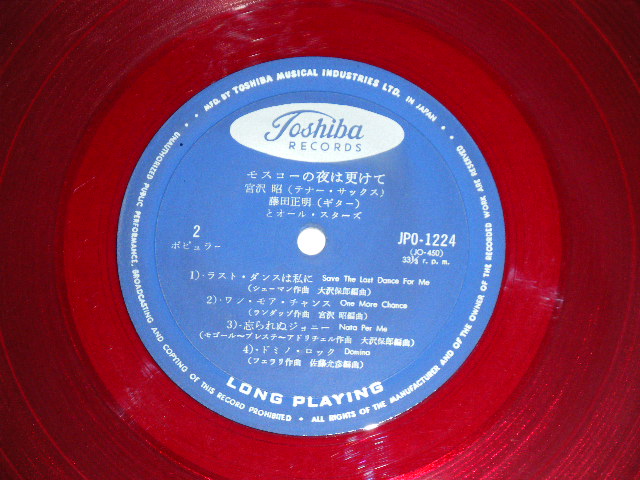 MFD. BY TOSHIBA MUSICAL INDUSTRIES LTD. IN JAPAN
Toshiba
RECORDS
モスコーの夜は更けて
宮沢 昭 (テナー・サックス)
藤田正明 (ギター)
とオール・スターズ
2
ポピュラー
JPO-1224
(JO-450)
33⅓ r.p.m.
1)・ラスト・ダンスは私に Save The Last Dance For Me
(シューマン作曲 大沢保郎編曲)
2)・ワン・モア・チャンス One More Chance
(ワンダッソ作曲 宮沢 昭編曲)
3)・忘られぬジョニー Nata Per Me
(モゴール〜ブレステーアドリチェル作曲 大沢保郎編曲)
4)・ドミノ・ロック Domino
(フェラリ作曲 佐藤允彦編曲)
LONG PLAYING
UNAUTHORIZED PUBLIC PERFORMANCE, BROADCASTING AND COPYING OF THIS RECORD PROHIBITED • ALL RIGHTS OF THE MANUFACTURER AND OF THE OWNER OF THE RECORDED WORK ARE RESERVED